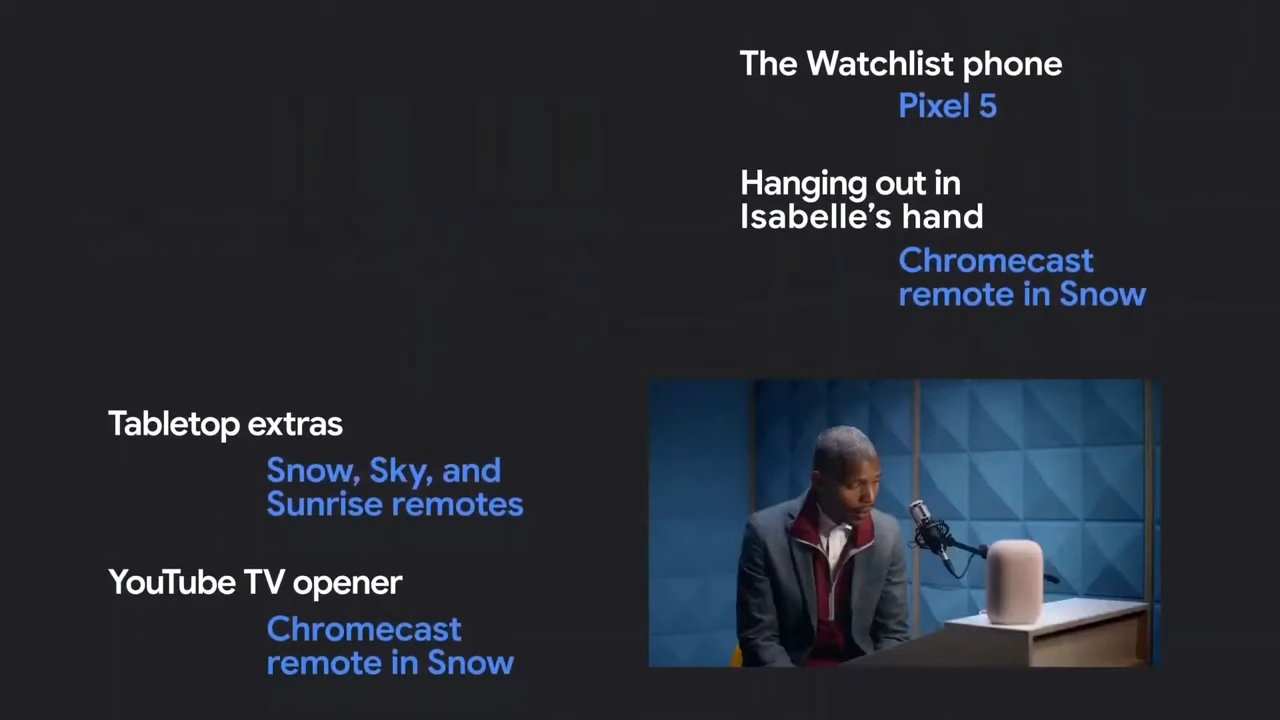 The Watchlist phone
Pixel 5
Hanging out in
Isabelle’s hand
Chromecast
remote in Snow
Tabletop extras
Snow, Sky, and
Sunrise remotes
YouTube TV opener
Chromecast
remote in Snow